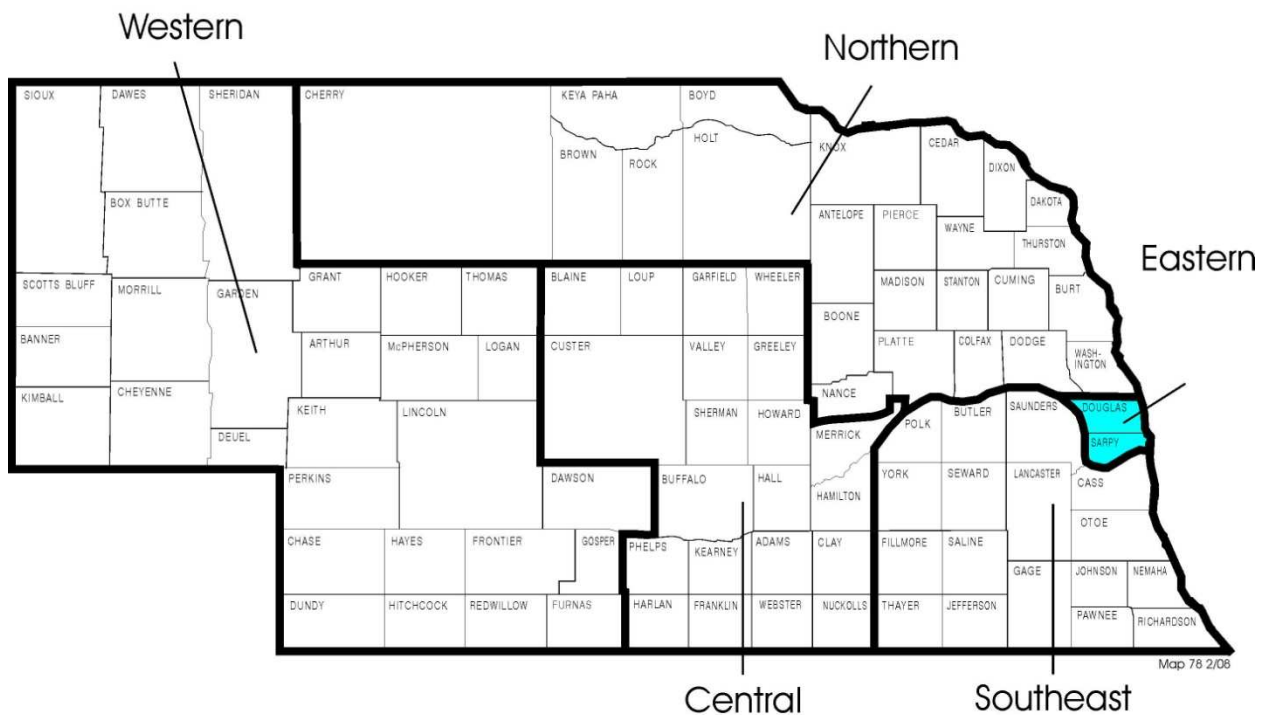 Western
Northern
SIOUX
DAWES
SHERIDAN
CHERRY
KEYA PAHA
BOYD
HOLT
BROWN
ROCK
KNOX
CEDAR
DIXON
DAKOTA
BOX BUTTE
ANTELOPE
PIERCE
WAYNE
THURSTON
Eastern
SCOTTS BLUFF
MORRILL
GARDEN
GRANT
HOOKER
THOMAS
BLAINE
LOUP
GARFIELD
WHEELER
MADISON
STANTON
CUMING
BURT
BANNER
ARTHUR
McPHERSON
LOGAN
CUSTER
VALLEY
GREELEY
BOONE
PLATTE
COLFAX
DODGE
WASH-
INGTON
KIMBALL
CHEYENNE
KEITH
LINCOLN
SHERMAN
HOWARD
NANCE
MERRICK
POLK
BUTLER
SAUNDERS
DOUGLAS
SARPY
DEUEL
PERKINS
DAWSON
BUFFALO
HALL
HAMILTON
YORK
SEWARD
LANCASTER
CASS
OTOE
CHASE
HAYES
FRONTIER
GOSPER
PHELPS
KEARNEY
ADAMS
CLAY
FILLMORE
SALINE
GAGE
JOHNSON
NEMAHA
DUNDY
HITCHCOCK
REDWILLOW
FURNAS
HARLAN
FRANKLIN
WEBSTER
NUCKOLLS
THAYER
JEFFERSON
PAWNEE
RICHARDSON
Map 78 2/08
Central
Southeast